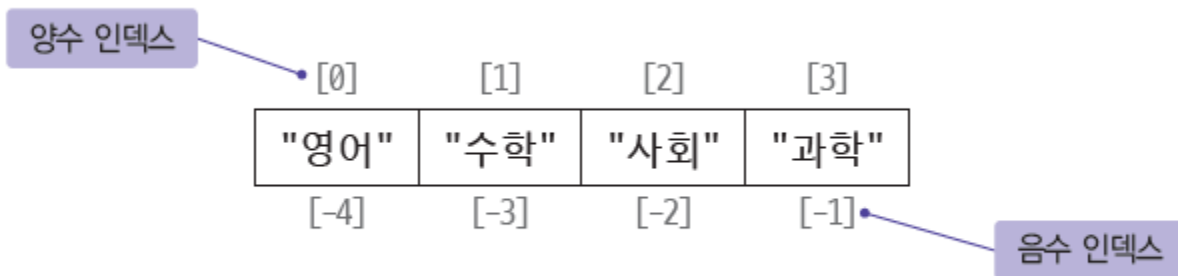 양수 인덱스
[0] [1] [2] [3]
"영어" "수학" "사회" "과학"
[-4] [-3] [-2] [-1]
음수 인덱스